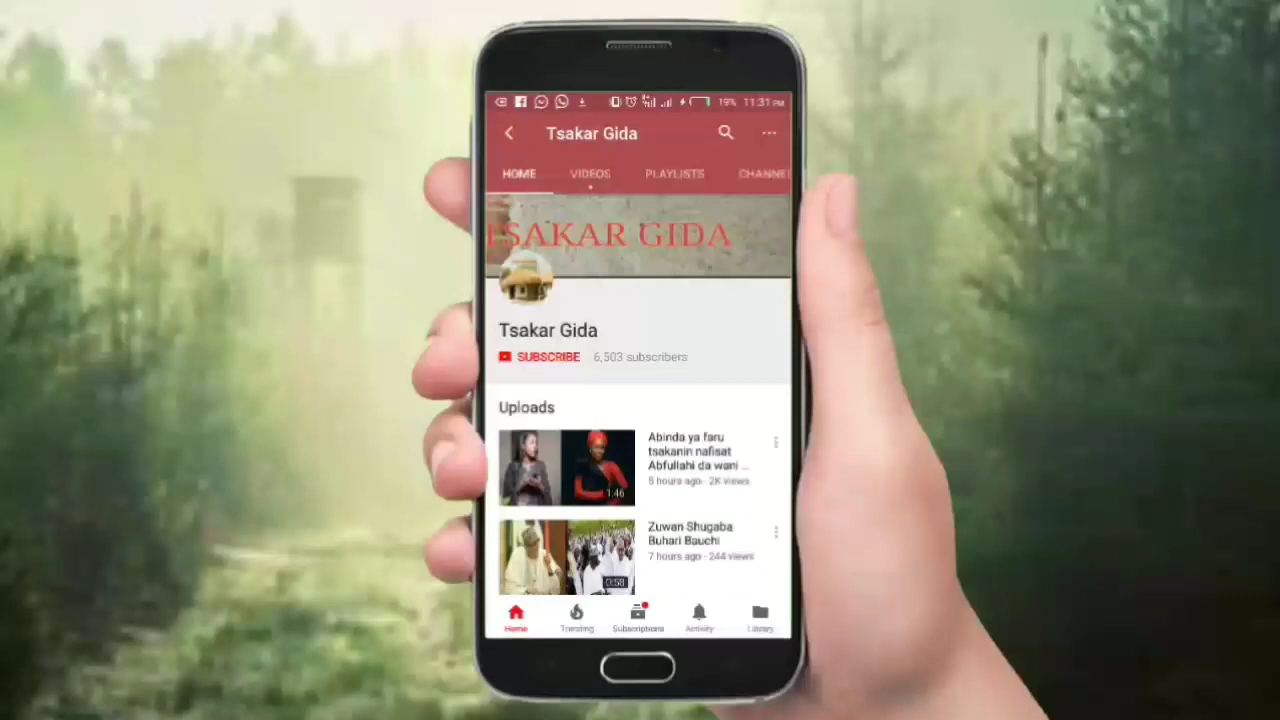 19% 11:31 PM
Tsakar Gida
HOME VIDEOS PLAYLISTS CHANNEL
TSAKAR GIDA
Tsakar Gida
SUBSCRIBE 6,503 subscribers
Uploads
Abinda ya faru
tsakanin nafisat
Abfullahi da wani ...
5 hours ago · 2K views
1:46
Zuwan Shugaba
Buhari Bauchi
7 hours ago · 244 views
0:58
Home Trending Subscriptions Activity Library